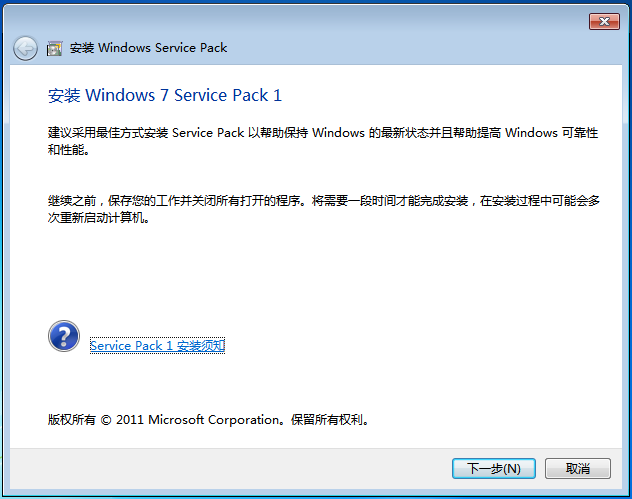 安装 Windows Service Pack
安装 Windows 7 Service Pack 1
建议采用最佳方式安装 Service Pack 以帮助保持 Windows 的最新状态并且帮助提高 Windows 可靠性
和性能。
继续之前，保存您的工作并关闭所有打开的程序。将需要一段时间才能完成安装，在安装过程中可能会多
次重新启动计算机。
Service Pack 1 安装须知
版权所有 © 2011 Microsoft Corporation。保留所有权利。
下一步(N)
取消